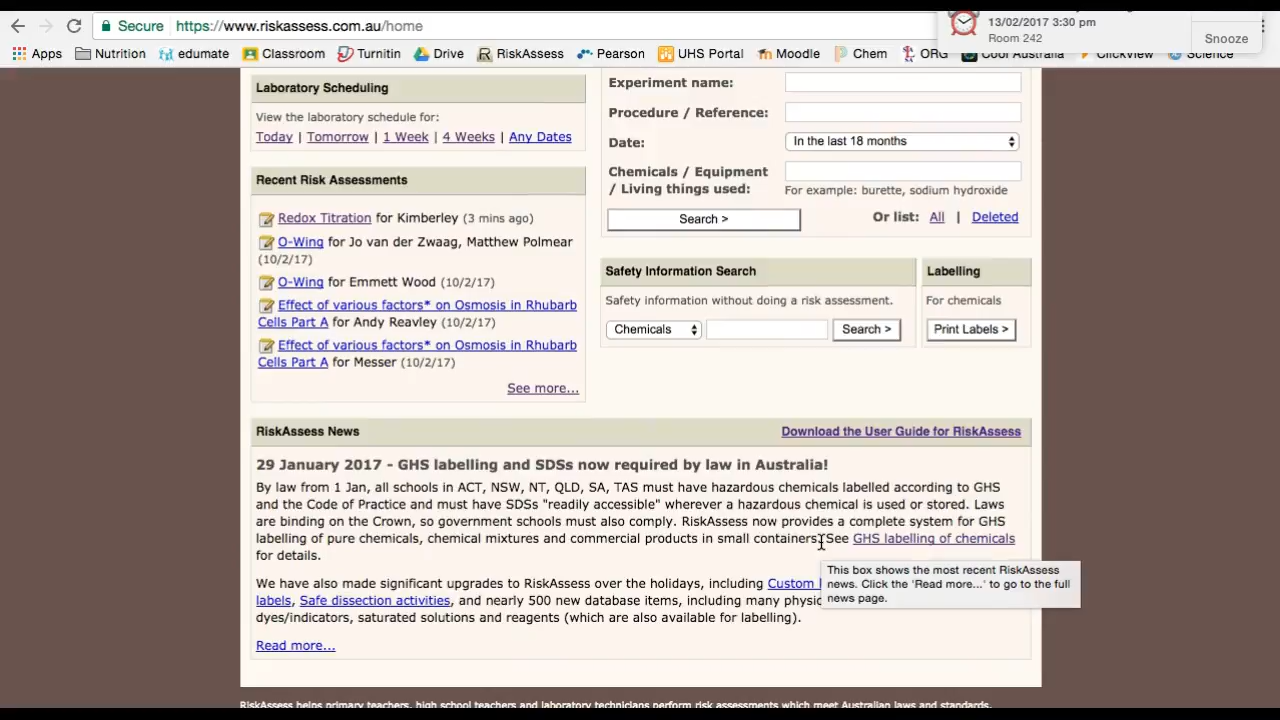 Secure https://www.riskassess.com.au/home
13/02/2017 3:30 pm
Room 242
Snooze
Apps Nutrition edumate Classroom Turnitin Drive RiskAssess Pearson UHS Portal Moodle Chem ORG Cool Australia ClickView Science
Laboratory Scheduling
View the laboratory schedule for:
Today | Tomorrow | 1 Week | 4 Weeks | Any Dates
Recent Risk Assessments
Redox Titration for Kimberley (3 mins ago)
O-Wing for Jo van der Zwaag, Matthew Polmear
(10/2/17)
O-Wing for Emmett Wood (10/2/17)
Effect of various factors* on Osmosis in Rhubarb
Cells Part A for Andy Reavley (10/2/17)
Effect of various factors* on Osmosis in Rhubarb
Cells Part A for Messer (10/2/17)
See more...
Experiment name:
Procedure / Reference:
Date: In the last 18 months
Chemicals / Equipment
/ Living things used:
For example: burette, sodium hydroxide
Search > Or list: All | Deleted
Safety Information Search
Safety information without doing a risk assessment.
Chemicals Search >
Labelling
For chemicals
Print Labels >
RiskAssess News Download the User Guide for RiskAssess
29 January 2017 - GHS labelling and SDSs now required by law in Australia!
By law from 1 Jan, all schools in ACT, NSW, NT, QLD, SA, TAS must have hazardous chemicals labelled according to GHS
and the Code of Practice and must have SDSs "readily accessible" wherever a hazardous chemical is used or stored. Laws
are binding on the Crown, so government schools must also comply. RiskAssess now provides a complete system for GHS
labelling of pure chemicals, chemical mixtures and commercial products in small containers. See GHS labelling of chemicals
for details.
We have also made significant upgrades to RiskAssess over the holidays, including Custom
labels, Safe dissection activities, and nearly 500 new database items, including many
dyes/indicators, saturated solutions and reagents (which are also available for labelling).
Read more...
This box shows the most recent RiskAssess
news. Click the 'Read more...' to go to the full
news page.
RiskAssess helps primary teachers, high school teachers and laboratory technicians perform risk assessments which meet Australian laws and standards.